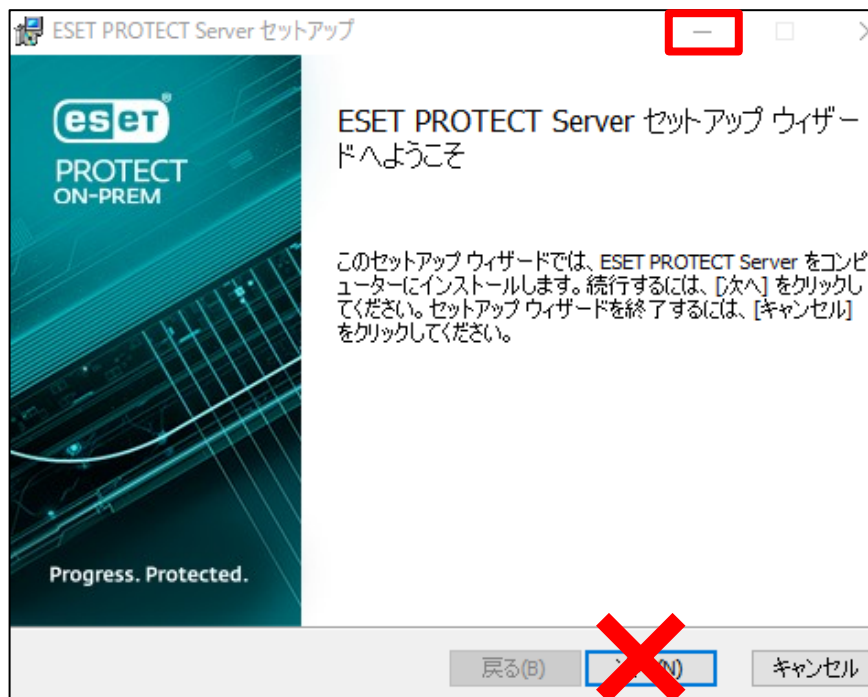 ESET PROTECT Server セットアップ
eset®
PROTECT
ON-PREM
ESET PROTECT Server セットアップ ウィザー
ドへようこそ
このセットアップ ウィザードでは、ESET PROTECT Server をコンピ
ューターにインストールします。続行するには、[次へ] をクリックし
てください。セットアップ ウィザードを終了するには、[キャンセル]
をクリックしてください。
Progress. Protected.
戻る(B)
キャンセル